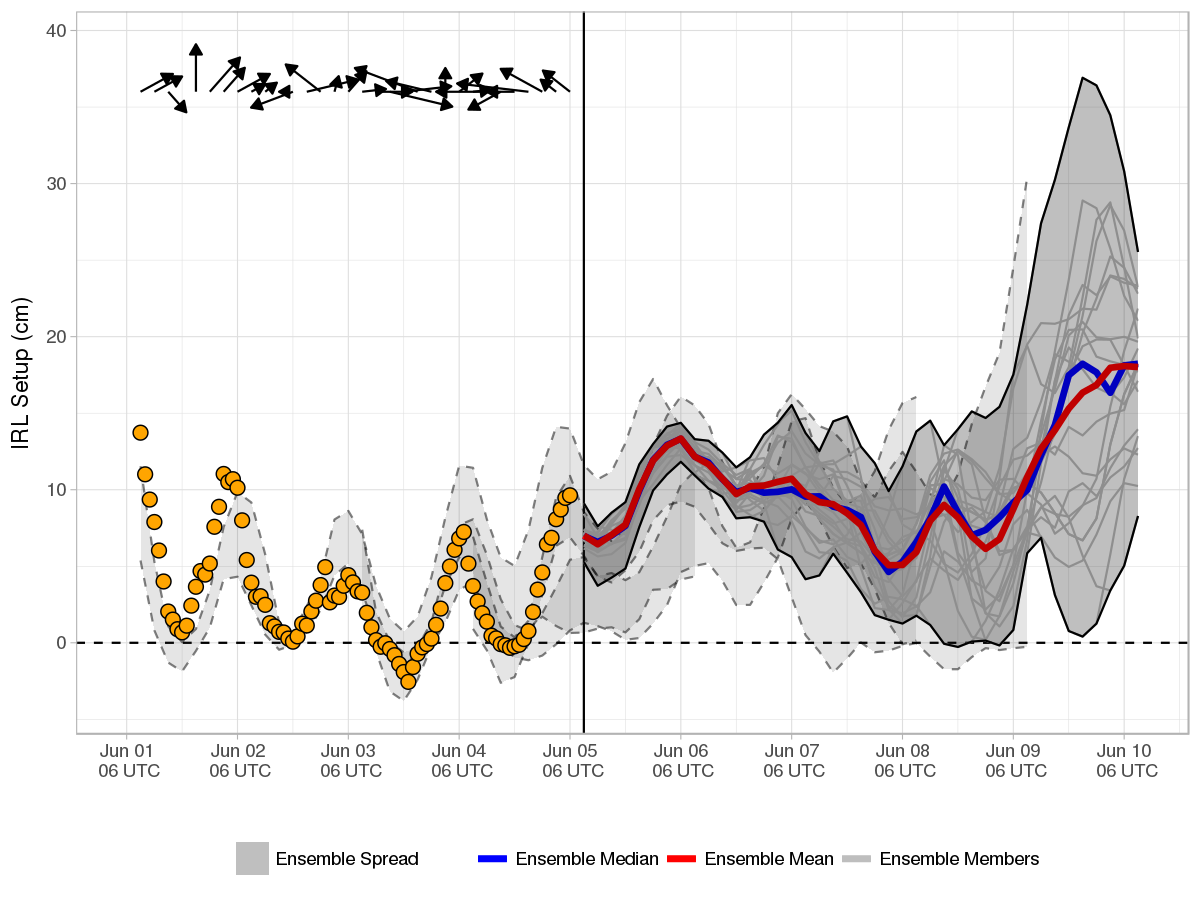 IRL Setup (cm)
40
30
20
10
0
Jun 01 Jun 02 Jun 03 Jun 04 Jun 05 Jun 06 Jun 07 Jun 08 Jun 09 Jun 10
06 UTC 06 UTC 06 UTC 06 UTC 06 UTC 06 UTC 06 UTC 06 UTC 06 UTC 06 UTC
Ensemble Spread Ensemble Median Ensemble Mean Ensemble Members